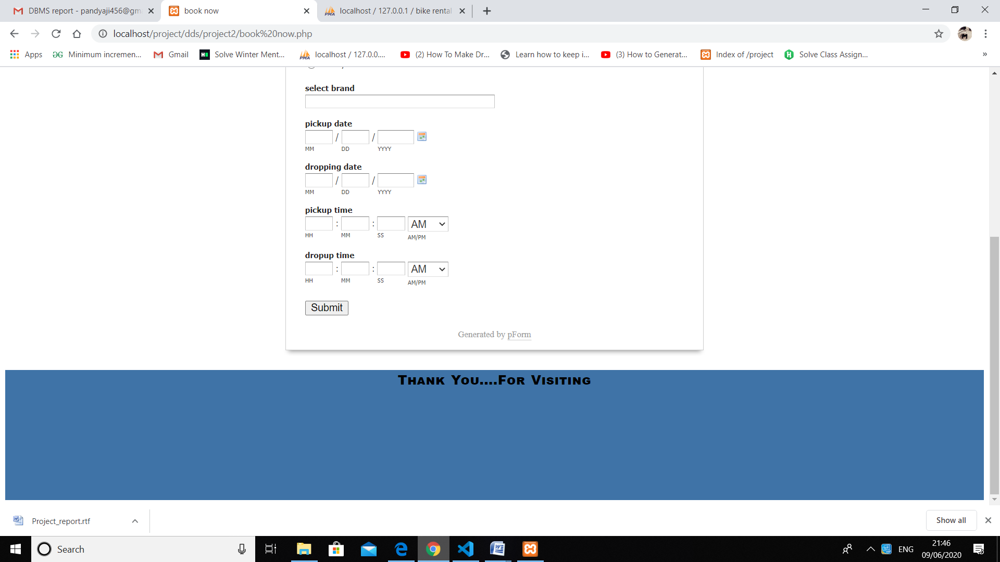 DBMS report - pandyaji456@gm
book now
localhost / 127.0.0.1 / bike rental
localhost/project/dds/project2/book%20now.php
Apps
Minimum incremen...
Gmail
Solve Winter Ment...
localhost / 127.0.0....
(2) How To Make Dr...
Learn how to keep i...
(3) How to Generat...
Index of /project
Solve Class Assign...
»
select brand
pickup date
/ /
MM DD YYYY
dropping date
/ /
MM DD YYYY
pickup time
: : AM
HH MM SS AM/PM
dropup time
: : AM
HH MM SS AM/PM
Submit
Generated by pForm
Thank You....For Visiting
Project_report.rtf
Show all
Search
ENG
21:46
09/06/2020